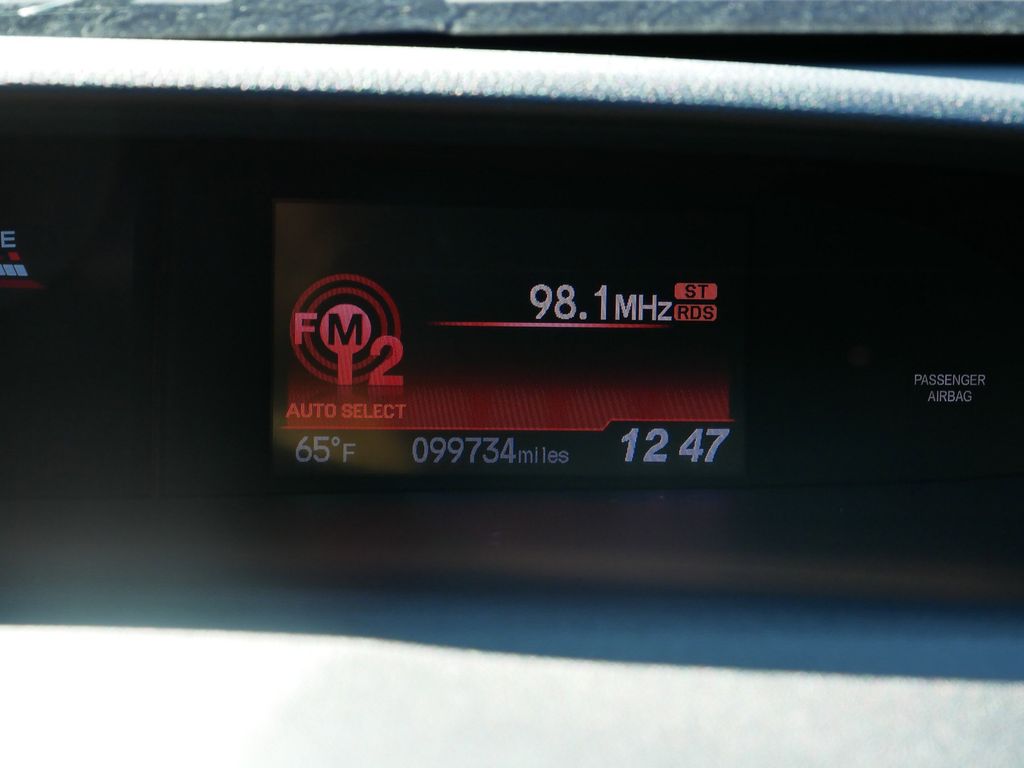 E
98.1MHz ST
RDS
FM
2
AUTO SELECT
65°F 099734miles 12 47
PASSENGER
AIRBAG